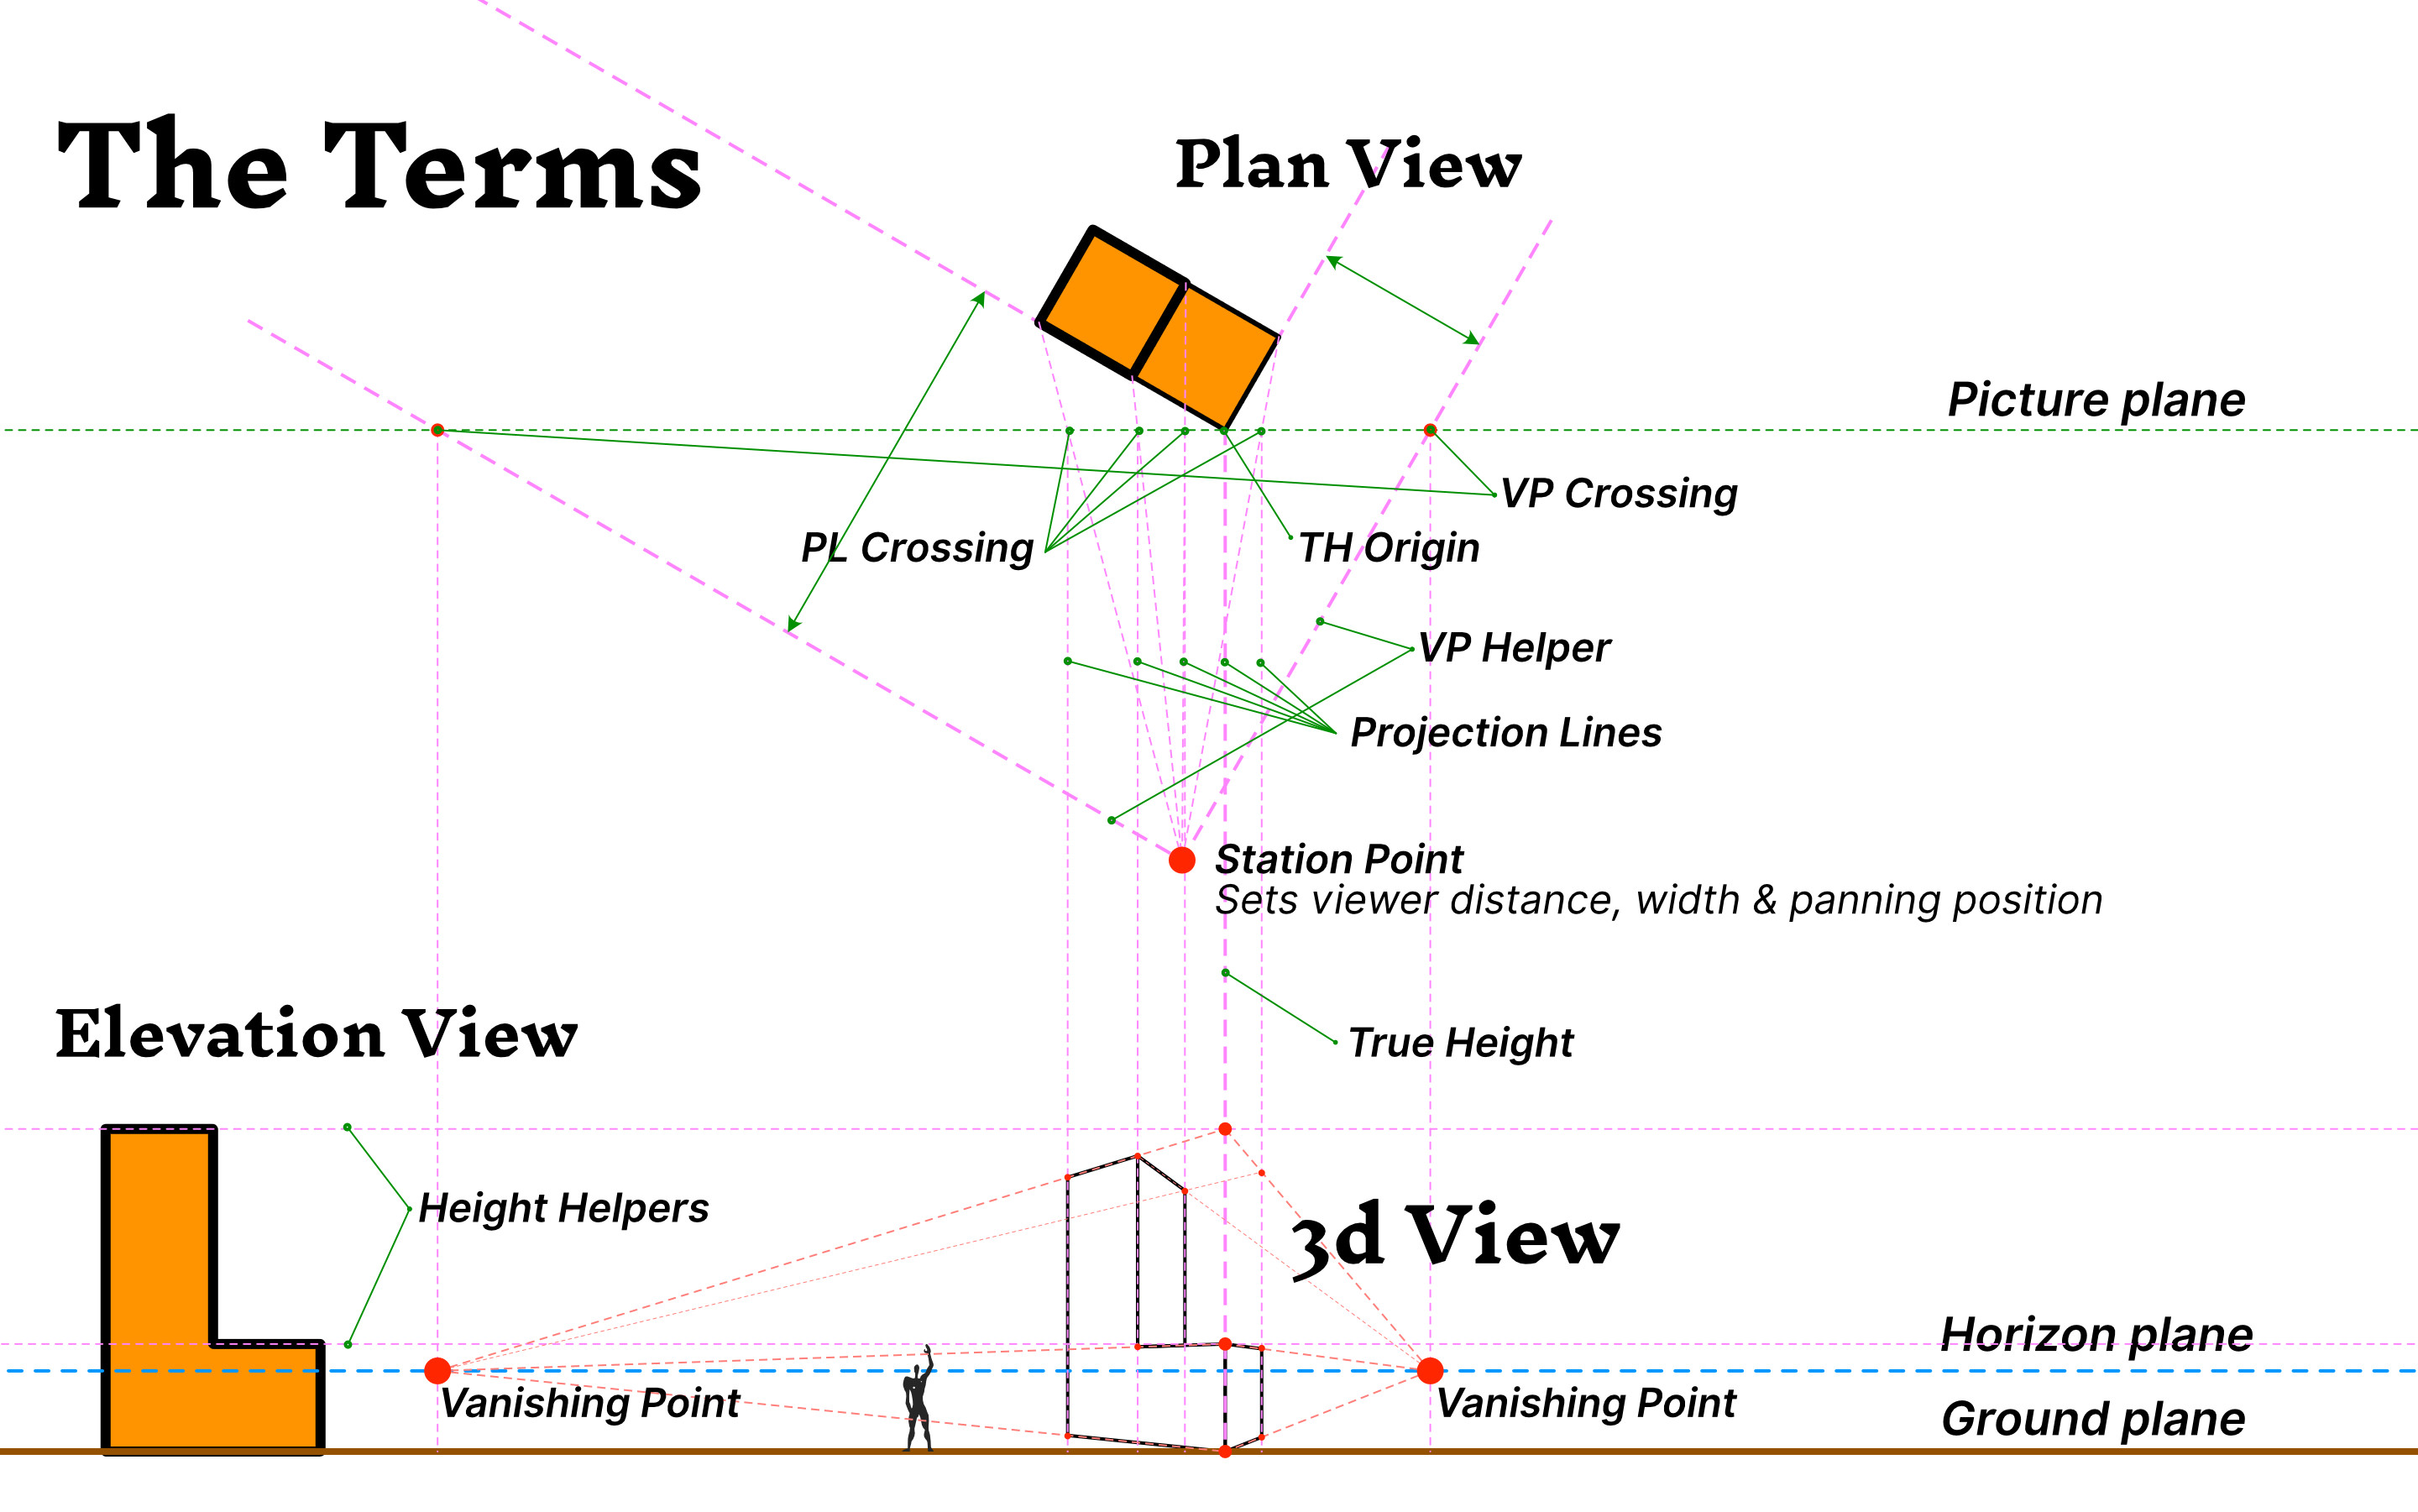 The Terms
Plan View
Picture plane
VP Crossing
PL Crossing
TH Origin
VP Helper
Projection Lines
Station Point
Sets viewer distance, width & panning position
Elevation View
True Height
Height Helpers
3d View
Horizon plane
Vanishing Point
Vanishing Point
Ground plane